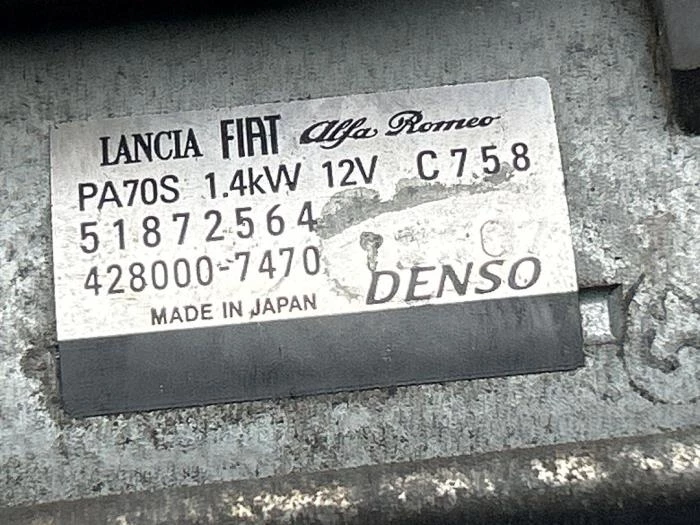 LANCIA FIAT Alfa Romeo
PA70S 1.4kW 12V C758
51872564
428000-7470
DENSO
MADE IN JAPAN